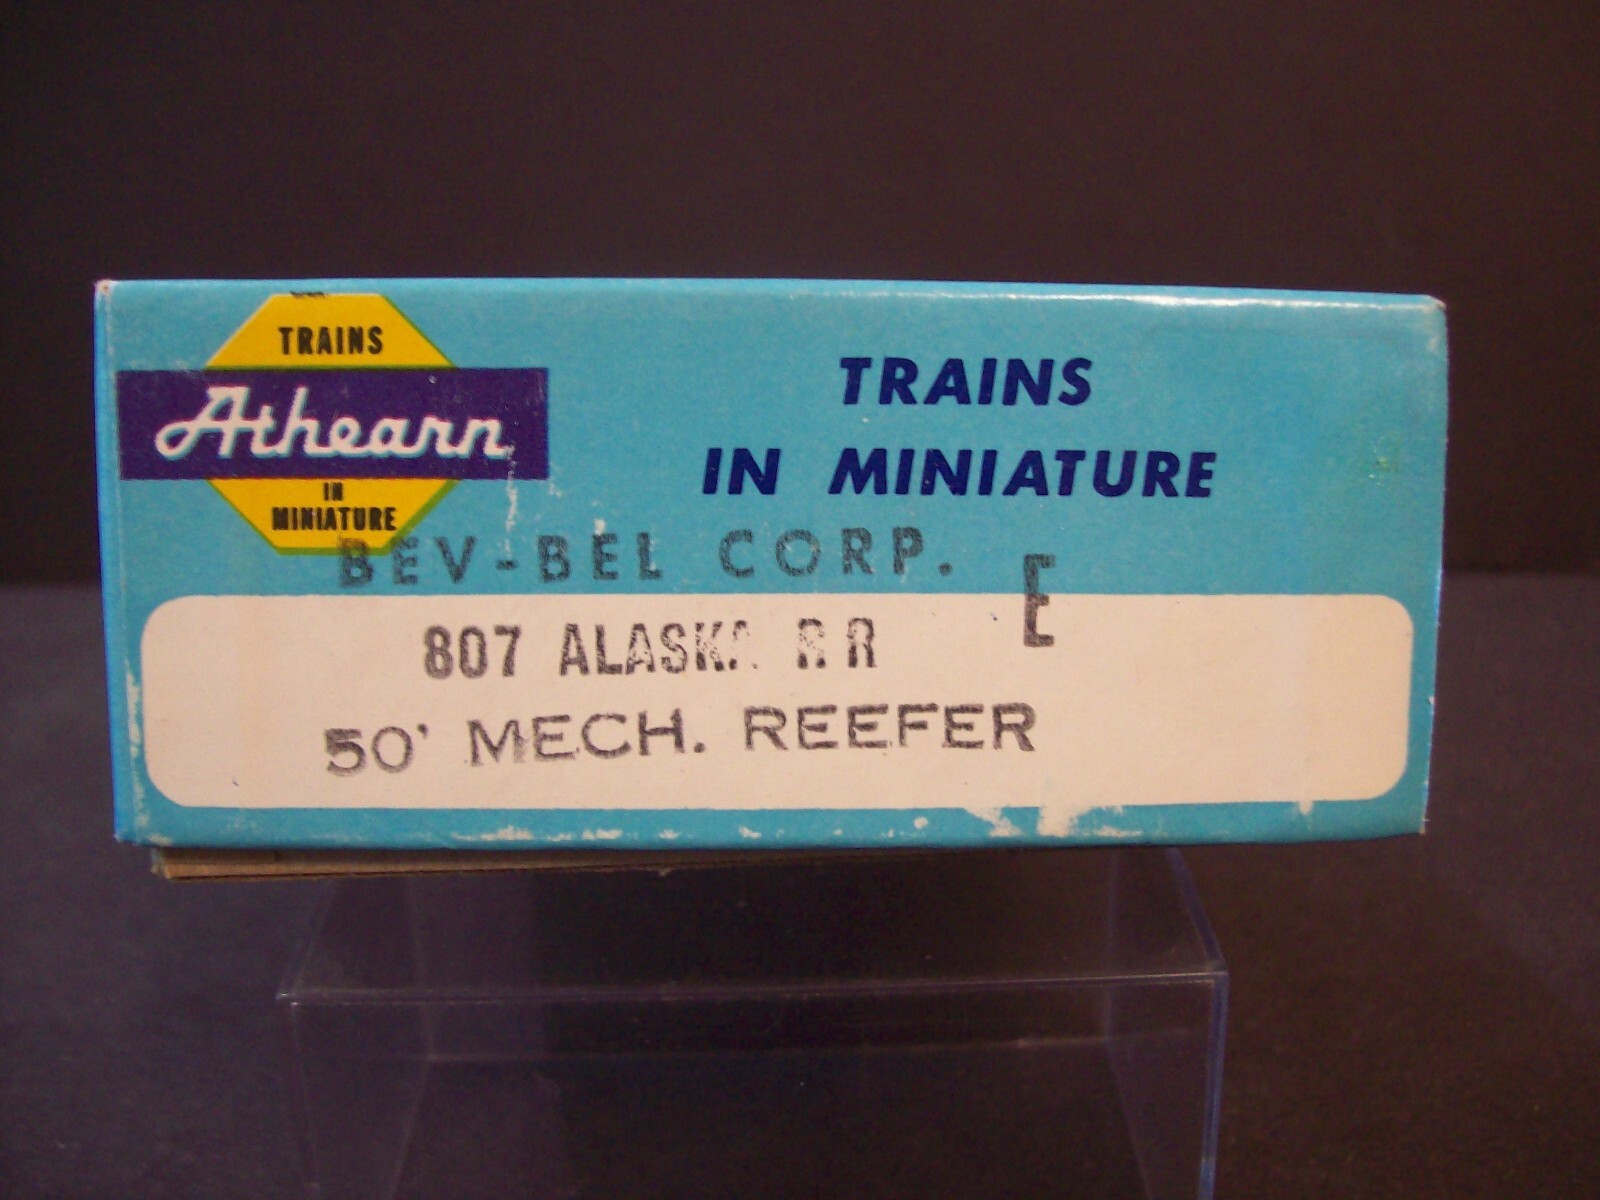 TRAINS
Athearn
IN
MINIATURE
TRAINS
IN MINIATURE
BEV-BEL CORP.
E
807 ALASKA RR
50' MECH. REEFER